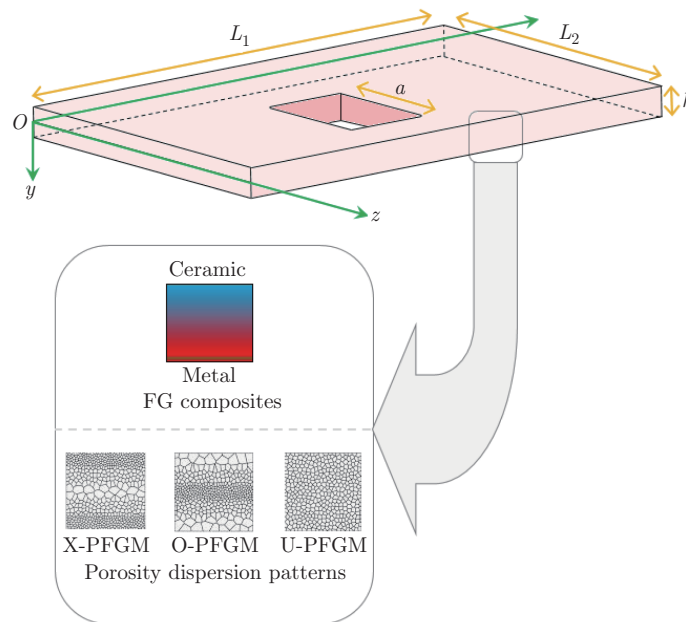 L₁
L₂
a
O
y
z
Ceramic
Metal
FG composites
X-PFGM O-PFGM U-PFGM
Porosity dispersion patterns